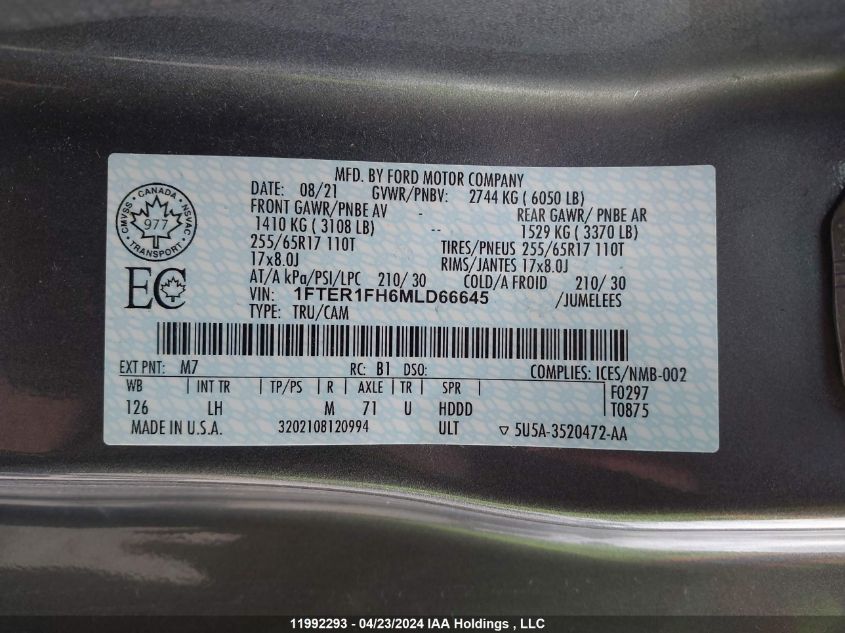 MFD. BY FORD MOTOR COMPANY
DATE: 08/21 GVWR/PNBV: 2744 KG ( 6050 LB)
FRONT GAWR/PNBE AV - REAR GAWR/ PNBE AR
1410 KG ( 3108 LB) -- 1529 KG ( 3370 LB)
255/65R17 110T TIRES/PNEUS 255/65R17 110T
17x8.0J RIMS/JANTES 17x8.0J
AT/A kPa/PSI/LPC 210/ 30 COLD/A FROID 210/ 30
VIN: 1FTER1FH6MLD66645 /JUMELEES
TYPE: TRU/CAM
CANADA
CMVSS NSVAC
977
TRANSPORT
EC
EXT PNT: M7 RC: B1 DSO: COMPLIES: ICES/NMB-002
WB INT TR TP/PS R AXLE TR SPR F0297
126 LH M 71 U HDDD T0875
MADE IN U.S.A. 3202108120994 ULT ▽ 5U5A-3520472-AA
11992293 - 04/23/2024 IAA Holdings , LLC